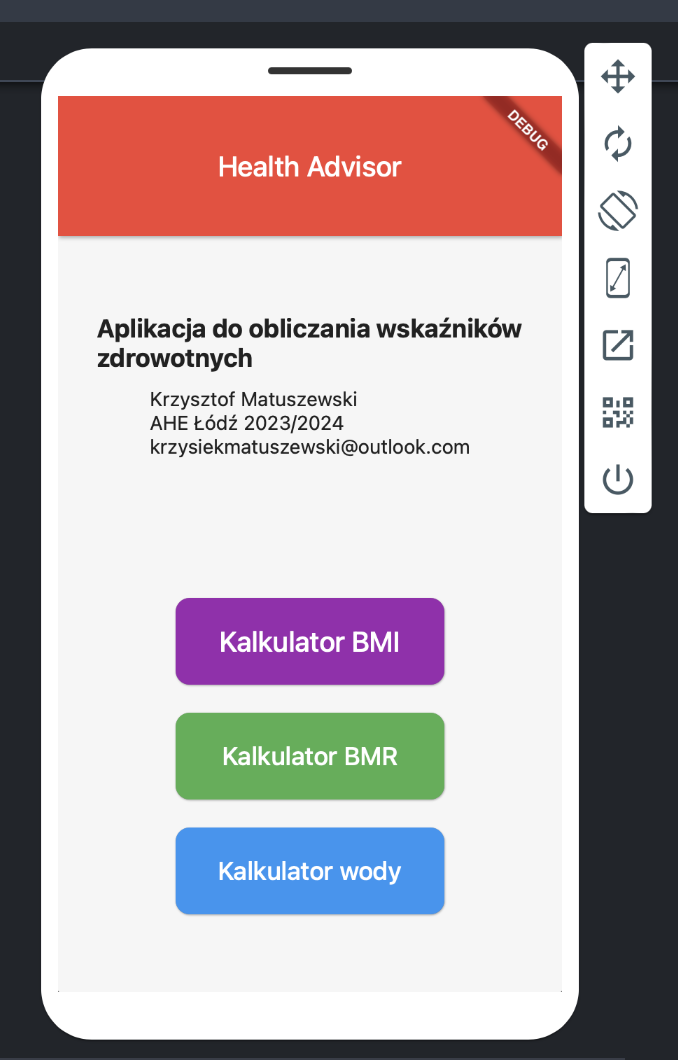 DEBUG
Health Advisor
Aplikacja do obliczania wskaźników
zdrowotnych
Krzysztof Matuszewski
AHE Łódź 2023/2024
krzysiekmatuszewski@outlook.com
Kalkulator BMI
Kalkulator BMR
Kalkulator wody